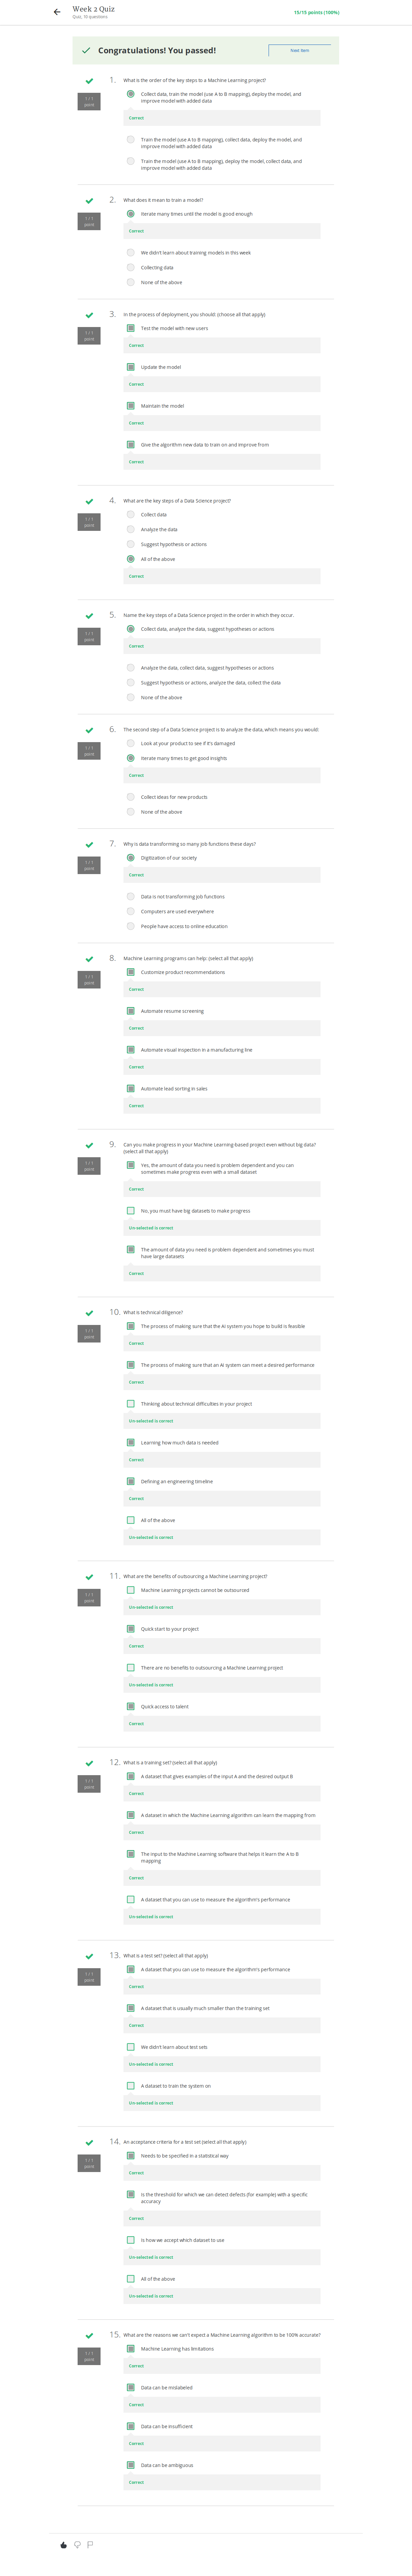 Week 2 Quiz
Quiz, 10 questions
15/15 points (100%)
Congratulations! You passed!
Next Item
1. What is the order of the key steps to a Machine Learning project?
1 / 1
point
Collect data, train the model (use A to B mapping), deploy the model, and
improve model with added data
Correct
Train the model (use A to B mapping), collect data, deploy the model, and
improve model with added data
Train the model (use A to B mapping), deploy the model, collect data, and
improve model with added data
2. What does it mean to train a model?
1 / 1
point
Iterate many times until the model is good enough
Correct
We didn't learn about training models in this week
Collecting data
None of the above
3. In the process of deployment, you should: (choose all that apply)
1 / 1
point
Test the model with new users
Correct
Update the model
Correct
Maintain the model
Correct
Give the algorithm new data to train on and improve from
Correct
4. What are the key steps of a Data Science project?
1 / 1
point
Collect data
Analyze the data
Suggest hypothesis or actions
All of the above
Correct
5. Name the key steps of a Data Science project in the order in which they occur.
1 / 1
point
Collect data, analyze the data, suggest hypotheses or actions
Correct
Analyze the data, collect data, suggest hypotheses or actions
Suggest hypothesis or actions, analyze the data, collect the data
None of the above
6. The second step of a Data Science project is to analyze the data, which means you would:
1 / 1
point
Look at your product to see if it's damaged
Iterate many times to get good insights
Correct
Collect ideas for new products
None of the above
7. Why is data transforming so many job functions these days?
1 / 1
point
Digitization of our society
Correct
Data is not transforming job functions
Computers are used everywhere
People have access to online education
8. Machine Learning programs can help: (select all that apply)
1 / 1
point
Customize product recommendations
Correct
Automate resume screening
Correct
Automate visual inspection in a manufacturing line
Correct
Automate lead sorting in sales
Correct
9. Can you make progress in your Machine Learning-based project even without big data?
(select all that apply)
1 / 1
point
Yes, the amount of data you need is problem dependent and you can
sometimes make progress even with a small dataset
Correct
No, you must have big datasets to make progress
Un-selected is correct
The amount of data you need is problem dependent and sometimes you must
have large datasets
Correct
10. What is technical diligence?
1 / 1
point
The process of making sure that the AI system you hope to build is feasible
Correct
The process of making sure that an AI system can meet a desired performance
Correct
Thinking about technical difficulties in your project
Un-selected is correct
Learning how much data is needed
Correct
Defining an engineering timeline
Correct
All of the above
Un-selected is correct
11. What are the benefits of outsourcing a Machine Learning project?
1 / 1
point
Machine Learning projects cannot be outsourced
Un-selected is correct
Quick start to your project
Correct
There are no benefits to outsourcing a Machine Learning project
Un-selected is correct
Quick access to talent
Correct
12. What is a training set? (select all that apply)
1 / 1
point
A dataset that gives examples of the input A and the desired output B
Correct
A dataset in which the Machine Learning algorithm can learn the mapping from
Correct
The input to the Machine Learning software that helps it learn the A to B
mapping
Correct
A dataset that you can use to measure the algorithm's performance
Un-selected is correct
13. What is a test set? (select all that apply)
1 / 1
point
A dataset that you can use to measure the algorithm's performance
Correct
A dataset that is usually much smaller than the training set
Correct
We didn't learn about test sets
Un-selected is correct
A dataset to train the system on
Un-selected is correct
14. An acceptance criteria for a test set (select all that apply)
1 / 1
point
Needs to be specified in a statistical way
Correct
Is the threshold for which we can detect defects (for example) with a specific
accuracy
Correct
Is how we accept which dataset to use
Un-selected is correct
All of the above
Un-selected is correct
15. What are the reasons we can't expect a Machine Learning algorithm to be 100% accurate?
1 / 1
point
Machine Learning has limitations
Correct
Data can be mislabeled
Correct
Data can be insufficient
Correct
Data can be ambiguous
Correct